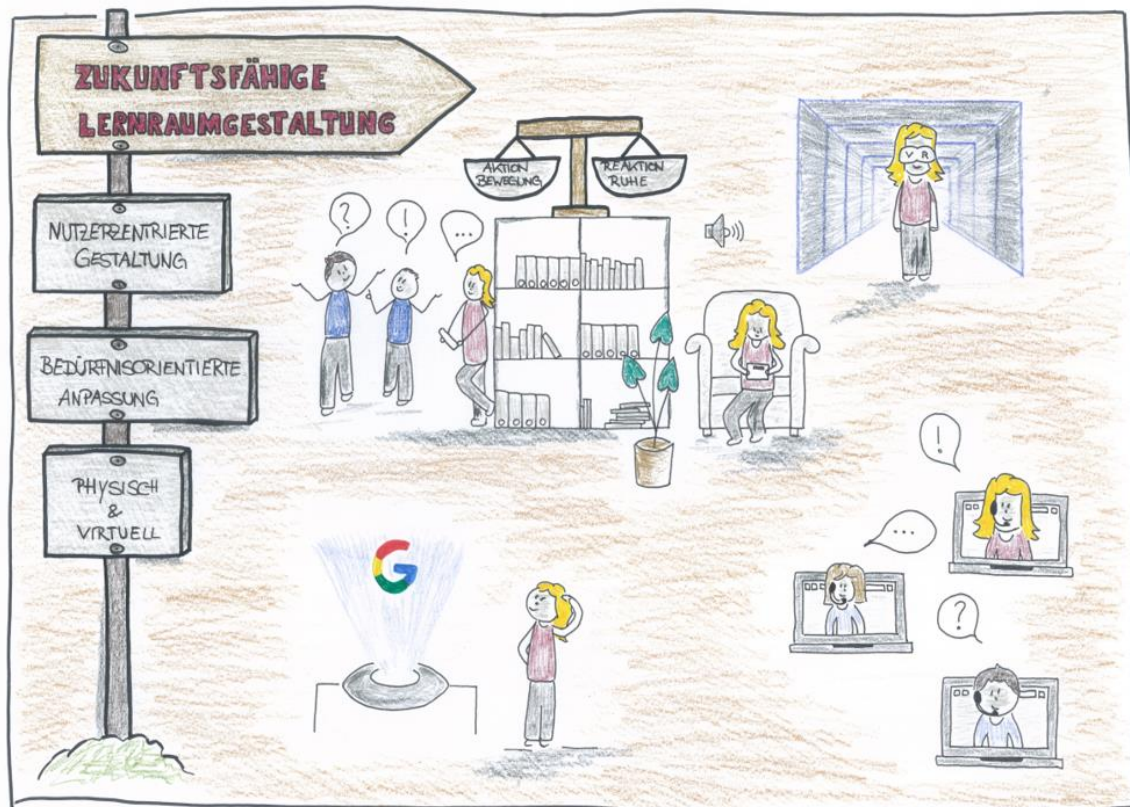 ZUKUNFTSFÄHIGE
LERNRAUMGESTALTUNG
NUTZERZENTRIERTE
GESTALTUNG
BEDÜRFNISORIENTIERTE
ANPASSUNG
PHYSISCH
&
VIRTUELL
AKTION
BEWEGUNG
REAKTION
RUHE
?
!
...
VR
G
!
...
?